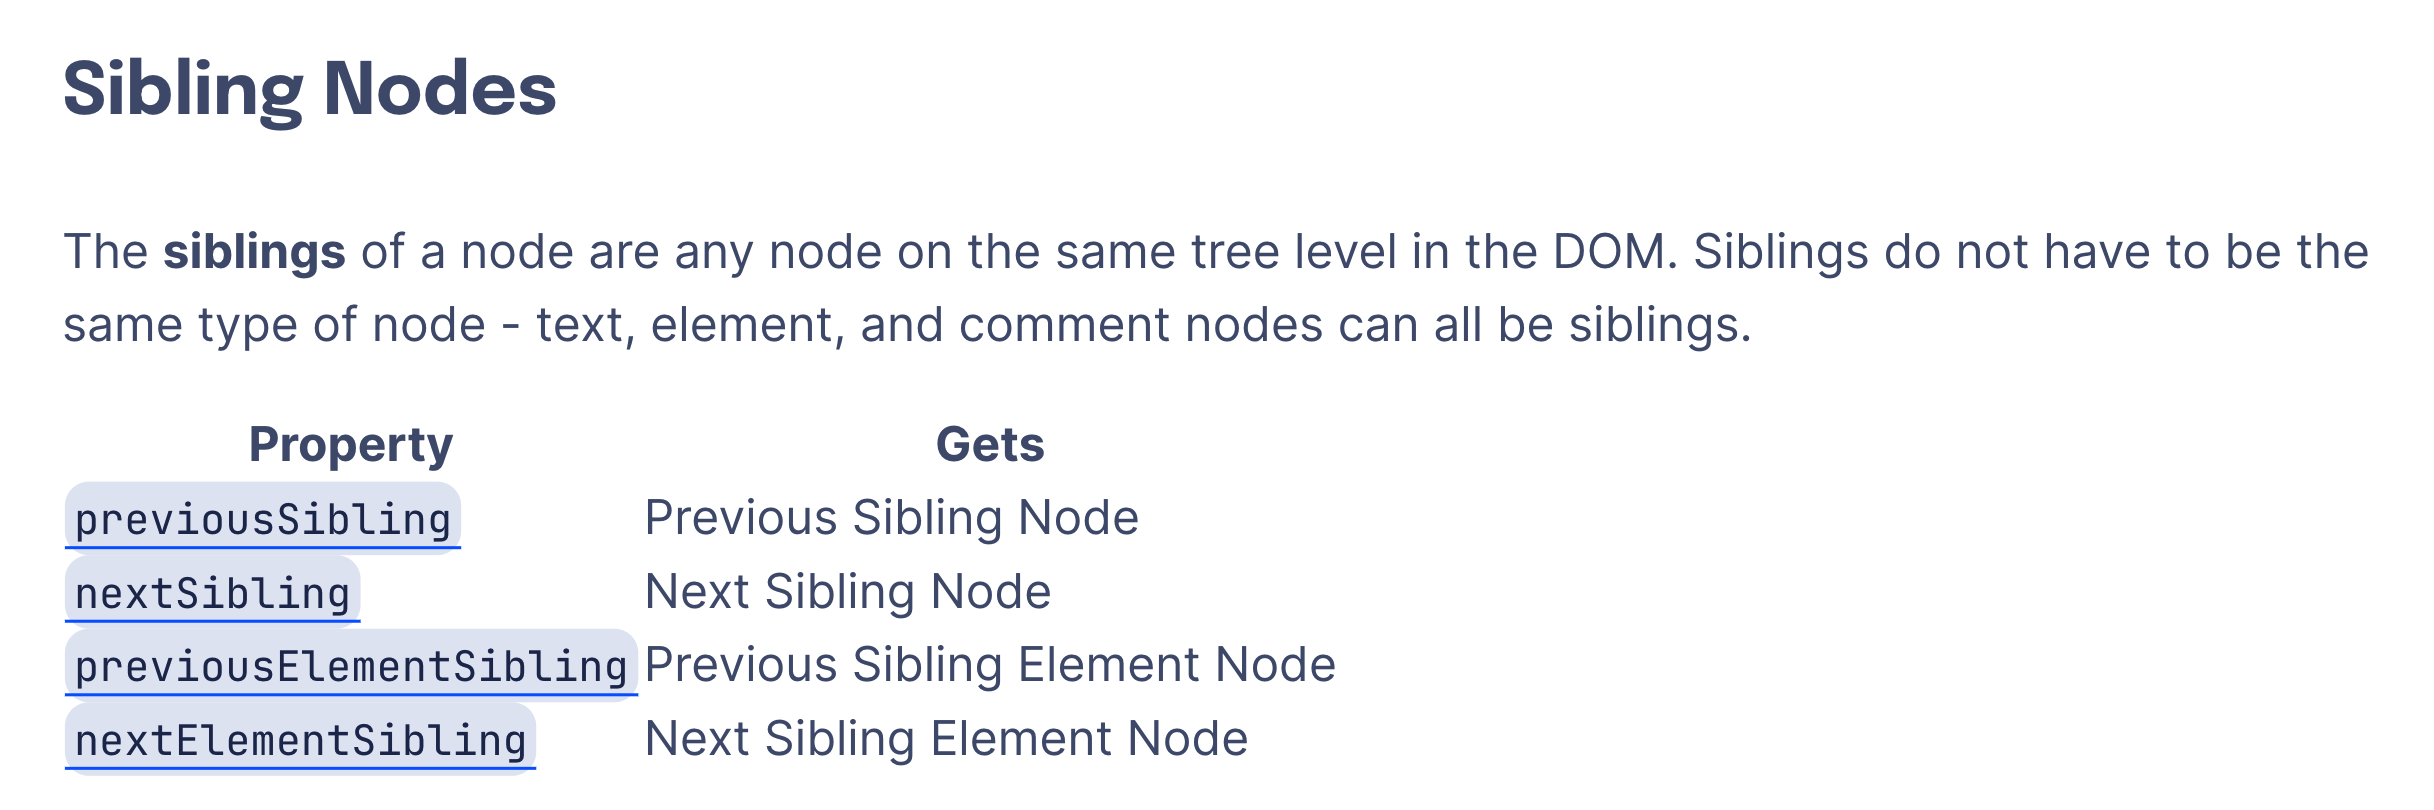 Sibling Nodes
The siblings of a node are any node on the same tree level in the DOM. Siblings do not have to be the
same type of node - text, element, and comment nodes can all be siblings.
Property Gets
previousSibling Previous Sibling Node
nextSibling Next Sibling Node
previousElementSibling Previous Sibling Element Node
nextElementSibling Next Sibling Element Node